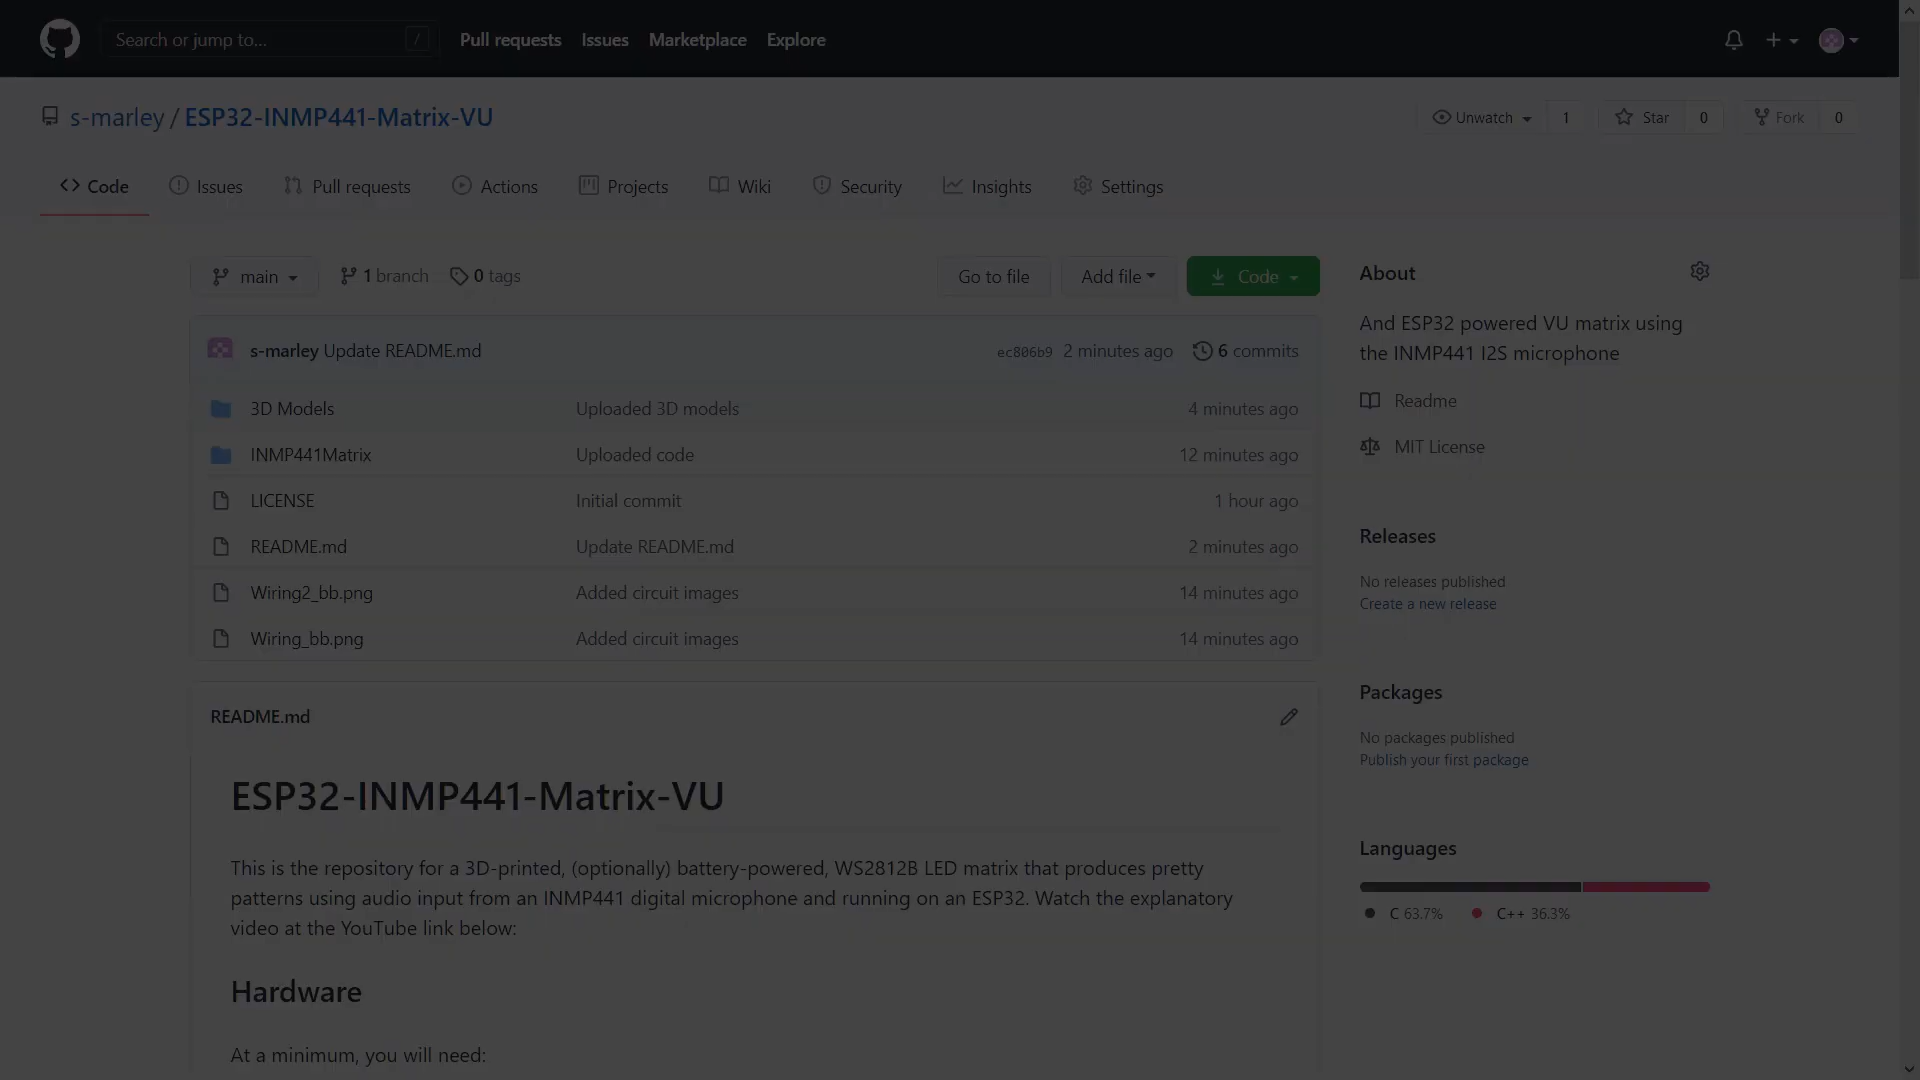 Search or jump to... /
Pull requests Issues Marketplace Explore
s-marley / ESP32-INMP441-Matrix-VU
Unwatch 1 Star 0 Fork 0
Code Issues Pull requests Actions Projects Wiki Security Insights Settings
main 1 branch 0 tags
Go to file Add file Code
s-marley Update README.md ec806b9 2 minutes ago 6 commits
3D Models Uploaded 3D models 4 minutes ago
INMP441Matrix Uploaded code 12 minutes ago
LICENSE Initial commit 1 hour ago
README.md Update README.md 2 minutes ago
Wiring2_bb.png Added circuit images 14 minutes ago
Wiring_bb.png Added circuit images 14 minutes ago
README.md
ESP32-INMP441-Matrix-VU
This is the repository for a 3D-printed, (optionally) battery-powered, WS2812B LED matrix that produces pretty
patterns using audio input from an INMP441 digital microphone and running on an ESP32. Watch the explanatory
video at the YouTube link below:
Hardware
At a minimum, you will need:
About
And ESP32 powered VU matrix using
the INMP441 I2S microphone
Readme
MIT License
Releases
No releases published
Create a new release
Packages
No packages published
Publish your first package
Languages
C 63.7% C++ 36.3%